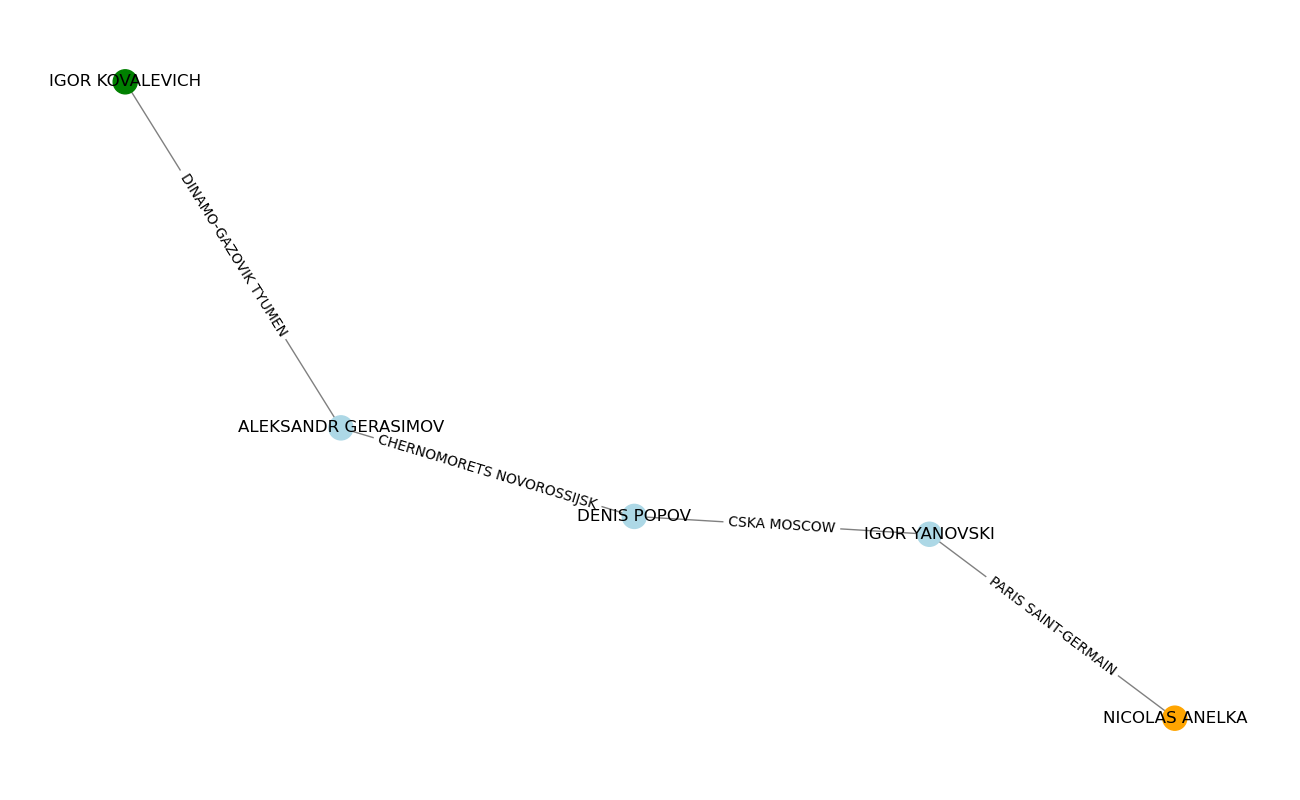 IGOR KOVALEVICH
DINAMO-GAZOVIK TYUMEN
ALEKSANDR GERASIMOV
CHERNOMORETS NOVOROSSIJSK
DENIS POPOV
CSKA MOSCOW
IGOR YANOVSKI
PARIS SAINT-GERMAIN
NICOLAS ANELKA